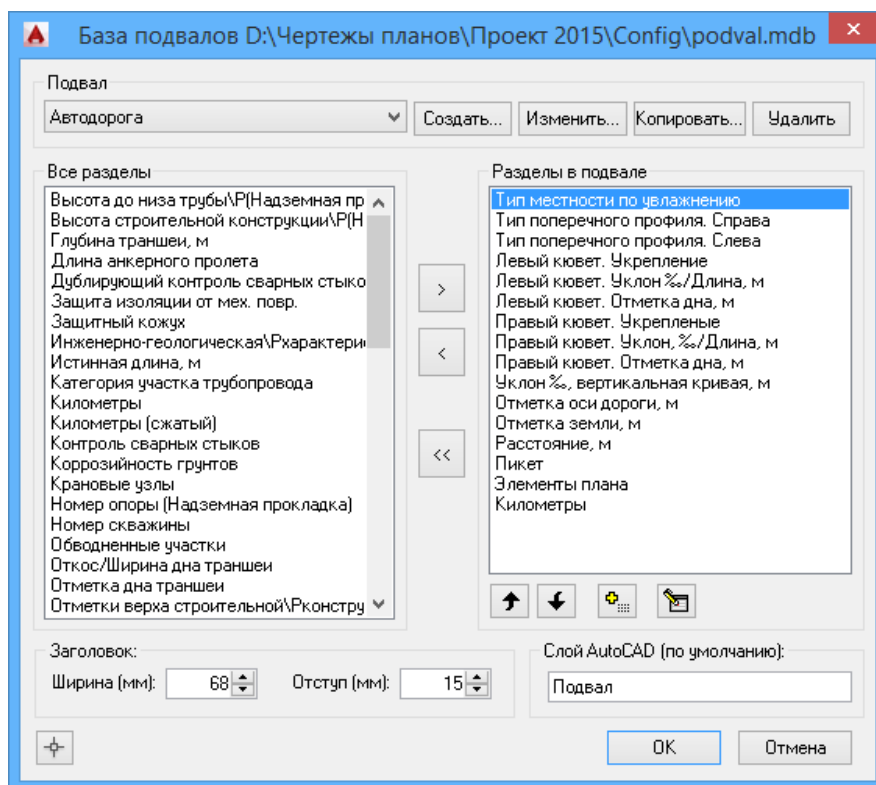 База подвалов D:\Чертежы планов\Проект 2015\Config\podval.mdb
Подвал
Автодорога
Создать...
Изменить...
Копировать...
Удалить
Все разделы
Высота до низа трубы\P(Надземная пр
Высота строительной конструкции\P(Н
Глубина траншеи, м
Длина анкерного пролета
Дублирующий контроль сварных стыко
Защита изоляции от мех. повр.
Защитный кожух
Инженерно-геологическая\Pхарактери
Истинная длина, м
Категория участка трубопровода
Километры
Километры (сжатый)
Контроль сварных стыков
Коррозийность грунтов
Крановые узлы
Номер опоры (Надземная прокладка)
Номер скважины
Обводненные участки
Откос/Ширина дна траншеи
Отметка дна траншеи
Отметки верха строительной\Pконстру
>
<
<<
Разделы в подвале
Тип местности по увлажнению
Тип поперечного профиля. Справа
Тип поперечного профиля. Слева
Левый кювет. Укрепление
Левый кювет. Уклон ‰/Длина, м
Левый кювет. Отметка дна, м
Правый кювет. Укрепленые
Правый кювет. Уклон, ‰/Длина, м
Правый кювет. Отметка дна, м
Уклон ‰, вертикальная кривая, м
Отметка оси дороги, м
Отметка земли, м
Расстояние, м
Пикет
Элементы плана
Километры
Заголовок:
Ширина (мм):
68
Отступ (мм):
15
Слой AutoCAD (по умолчанию):
Подвал
OK
Отмена